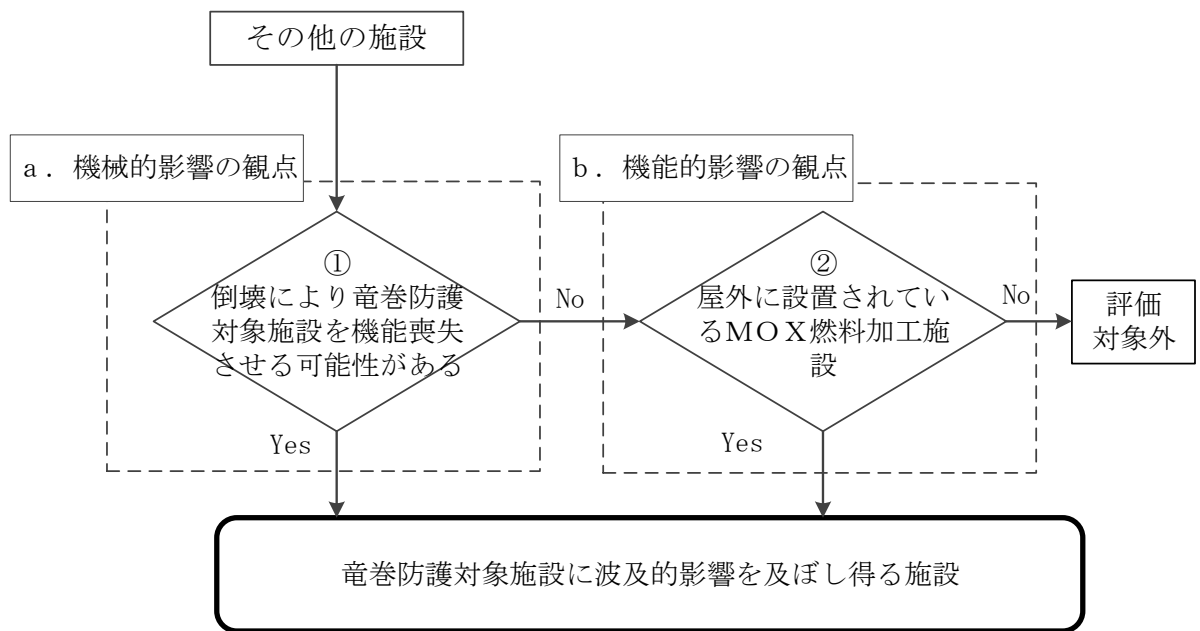 その他の施設
a．機械的影響の観点
b．機能的影響の観点
①
倒壊により竜巻防護
対象施設を機能喪失
させる可能性がある
No
②
屋外に設置されてい
るMOX燃料加工施
設
No
評価
対象外
Yes
Yes
竜巻防護対象施設に波及的影響を及ぼし得る施設